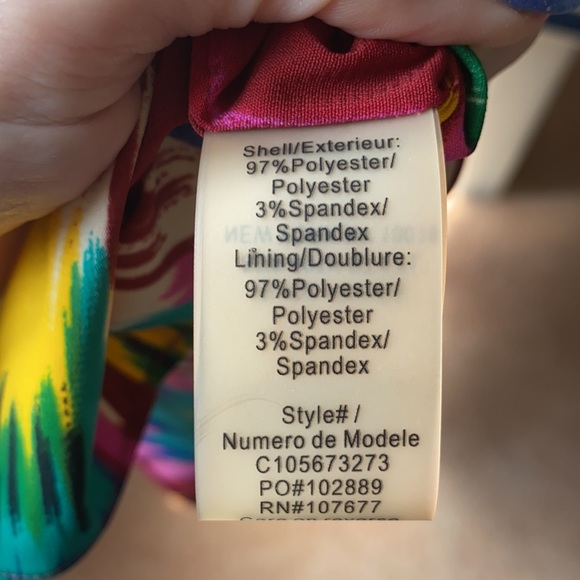 Shell/Exterieur:
97%Polyester/
Polyester
3%Spandex/
Spandex
Lining/Doublure:
97%Polyester/
Polyester
3%Spandex/
Spandex
Style# /
Numero de Modele
C105673273
PO#102889
RN#107677